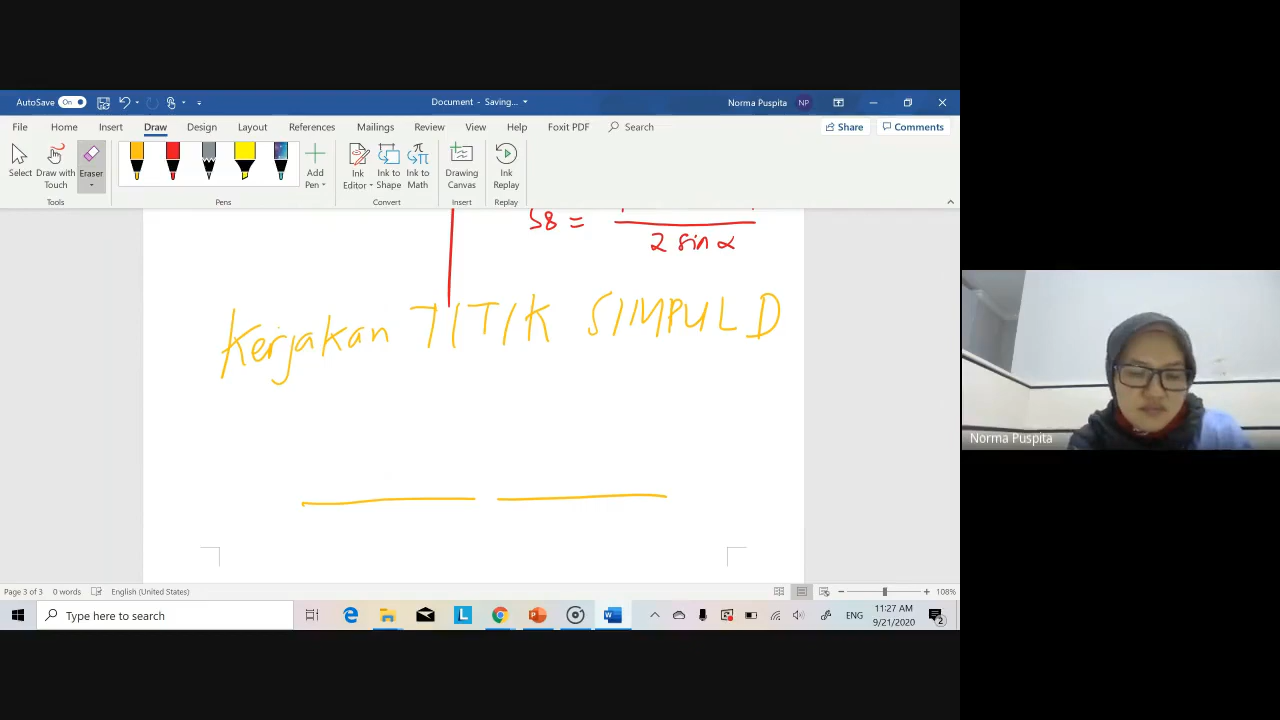 AutoSave On
Document - Saving...
Norma Puspita NP
File Home Insert Draw Design Layout References Mailings Review View Help Foxit PDF Search Share Comments
Select
Draw with Touch
Eraser
Add Pen
Ink Editor
Ink to Shape
Ink to Math
Drawing Canvas
Ink Replay
Tools Pens Convert Insert Replay
S8 =
2 sin α
Kerjakan TITIK SIMPUL D
Norma Puspita
Page 3 of 3 0 words English (United States) 108%
Type here to search
ENG
11:27 AM
9/21/2020
2